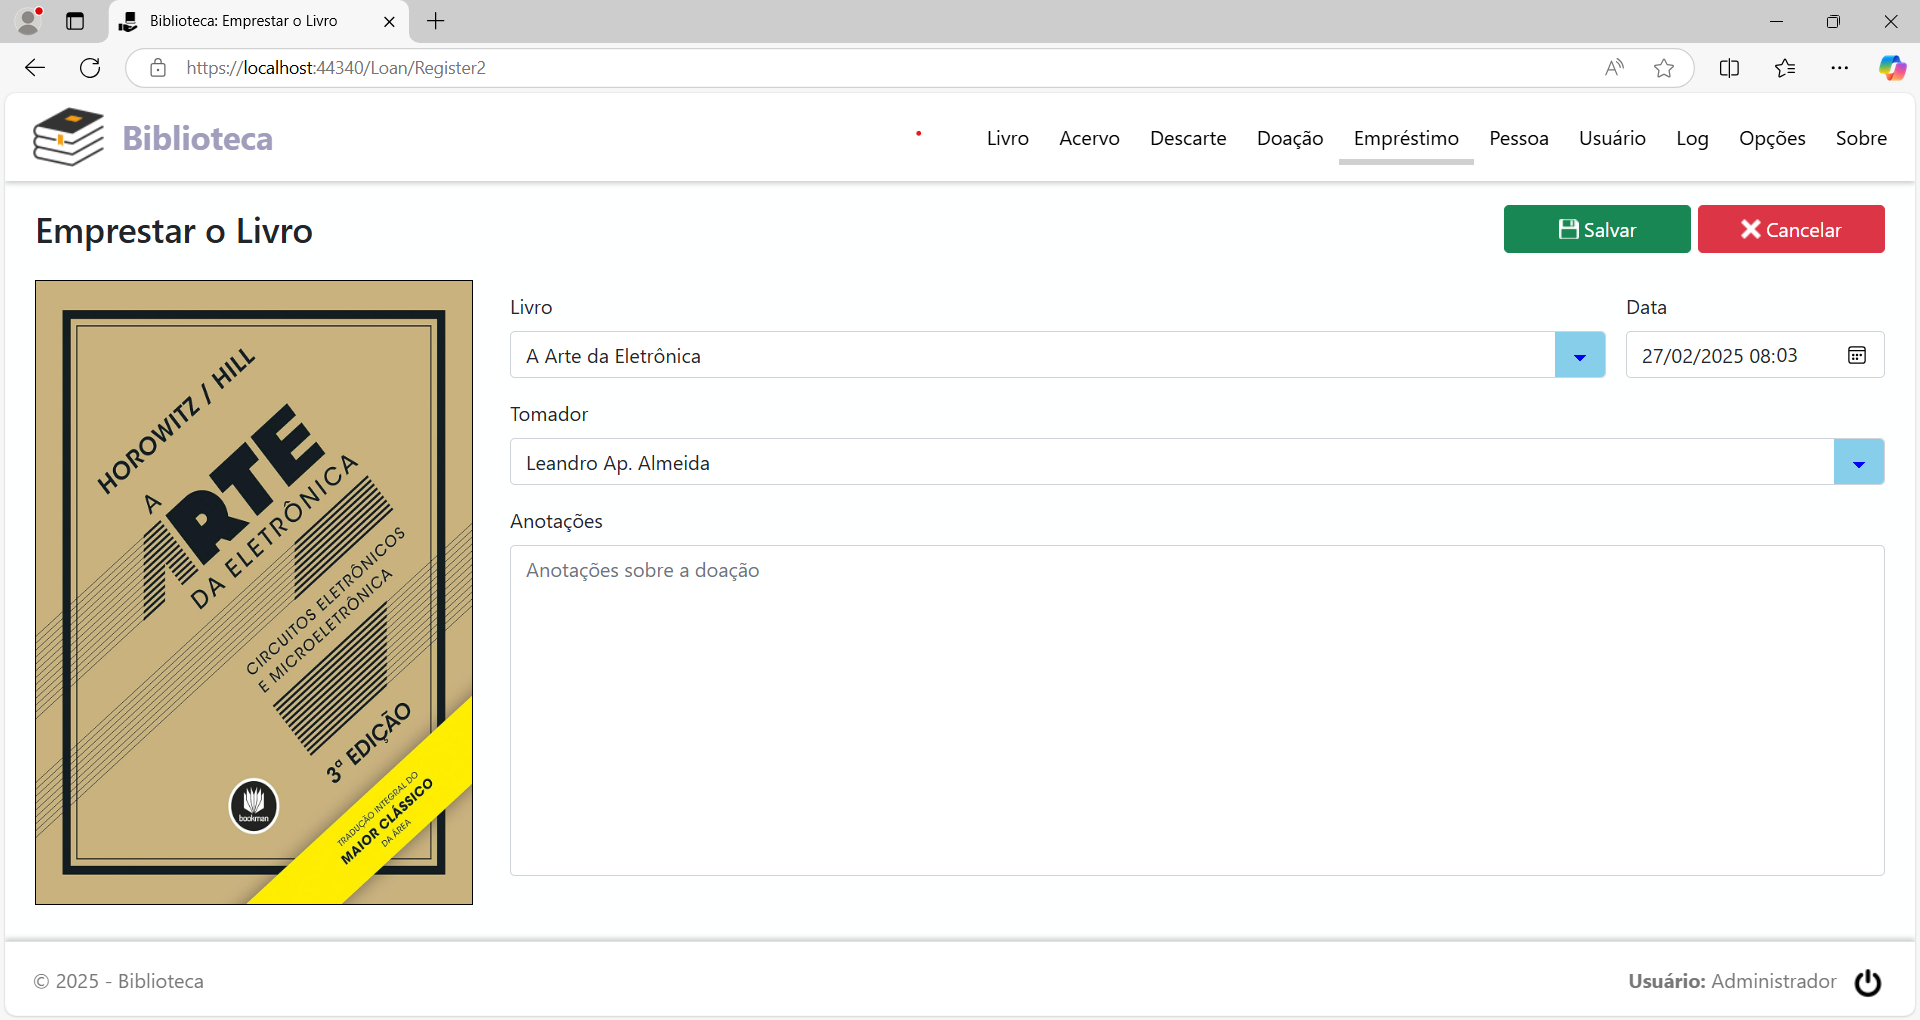 Biblioteca: Emprestar o Livro
https://localhost:44340/Loan/Register2
Biblioteca
Livro Acervo Descarte Doação Empréstimo Pessoa Usuário Log Opções Sobre
Emprestar o Livro
Salvar
Cancelar
HOROWITZ / HILL
A
ARTE
DA ELETRÔNICA
CIRCUITOS ELETRÔNICOS
E MICROELETRÔNICA
3ª EDIÇÃO
bookman
TRADUÇÃO INTEGRAL DO
MAIOR CLÁSSICO
DA ÁREA
Livro
A Arte da Eletrônica
Data
27/02/2025 08:03
Tomador
Leandro Ap. Almeida
Anotações
Anotações sobre a doação
© 2025 - Biblioteca
Usuário: Administrador